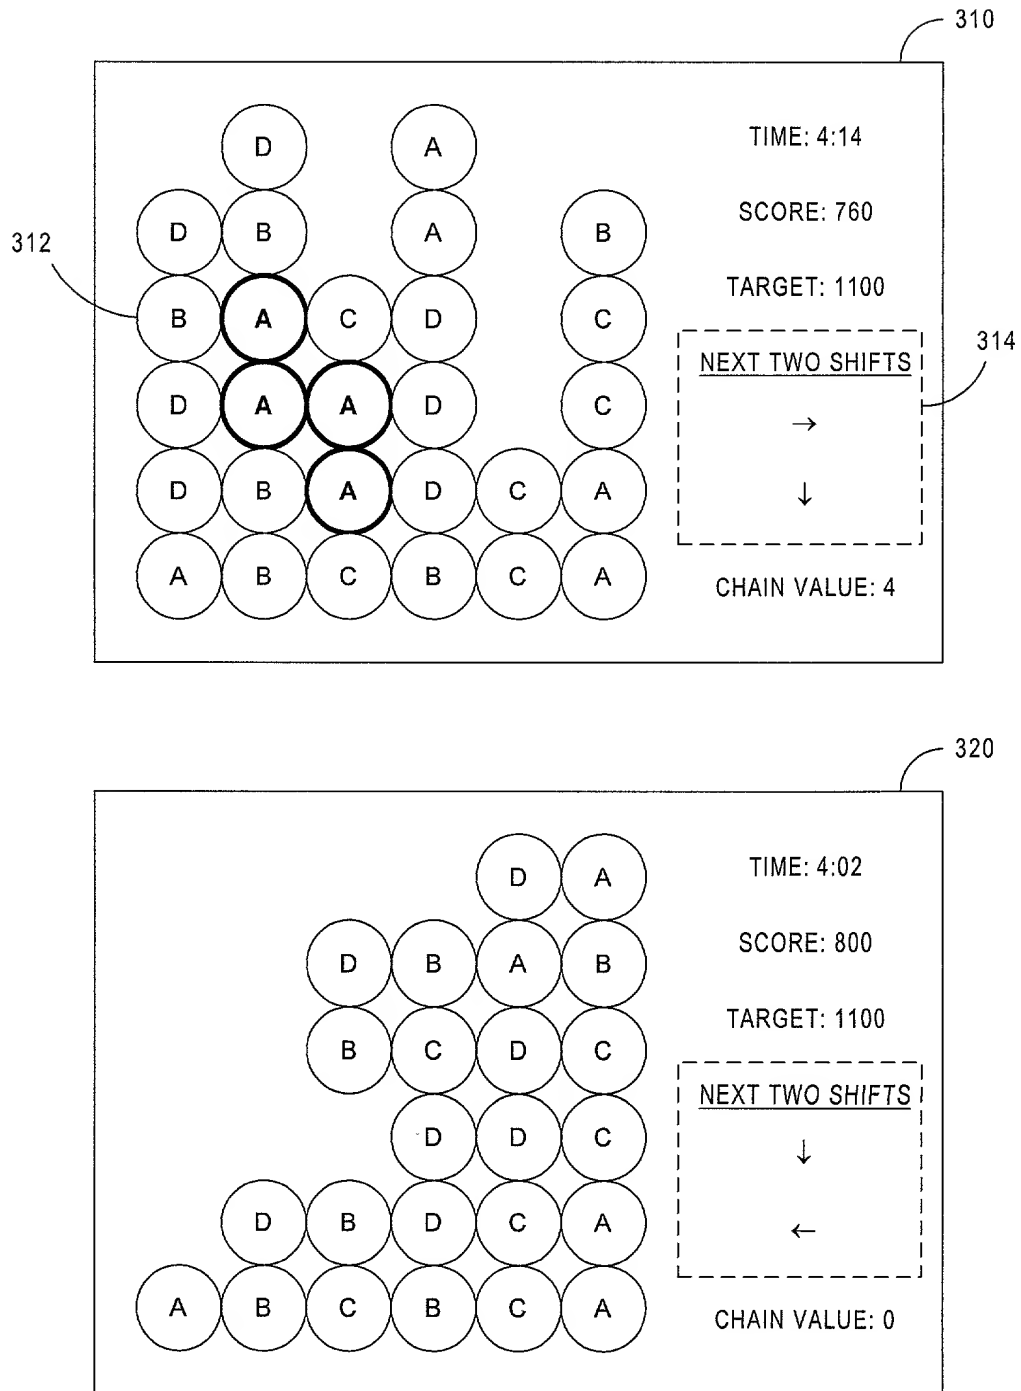 310
D A
TIME: 4:14
D B A B
SCORE: 760
312
B A C D C
TARGET: 1100
314
NEXT TWO SHIFTS
D A A D C
→
D B A D C A
↓
A B C B C A
CHAIN VALUE: 4
320
D A
TIME: 4:02
D B A B
SCORE: 800
B C D C
TARGET: 1100
NEXT TWO SHIFTS
D D C
↓
D B D C A
←
A B C B C A
CHAIN VALUE: 0